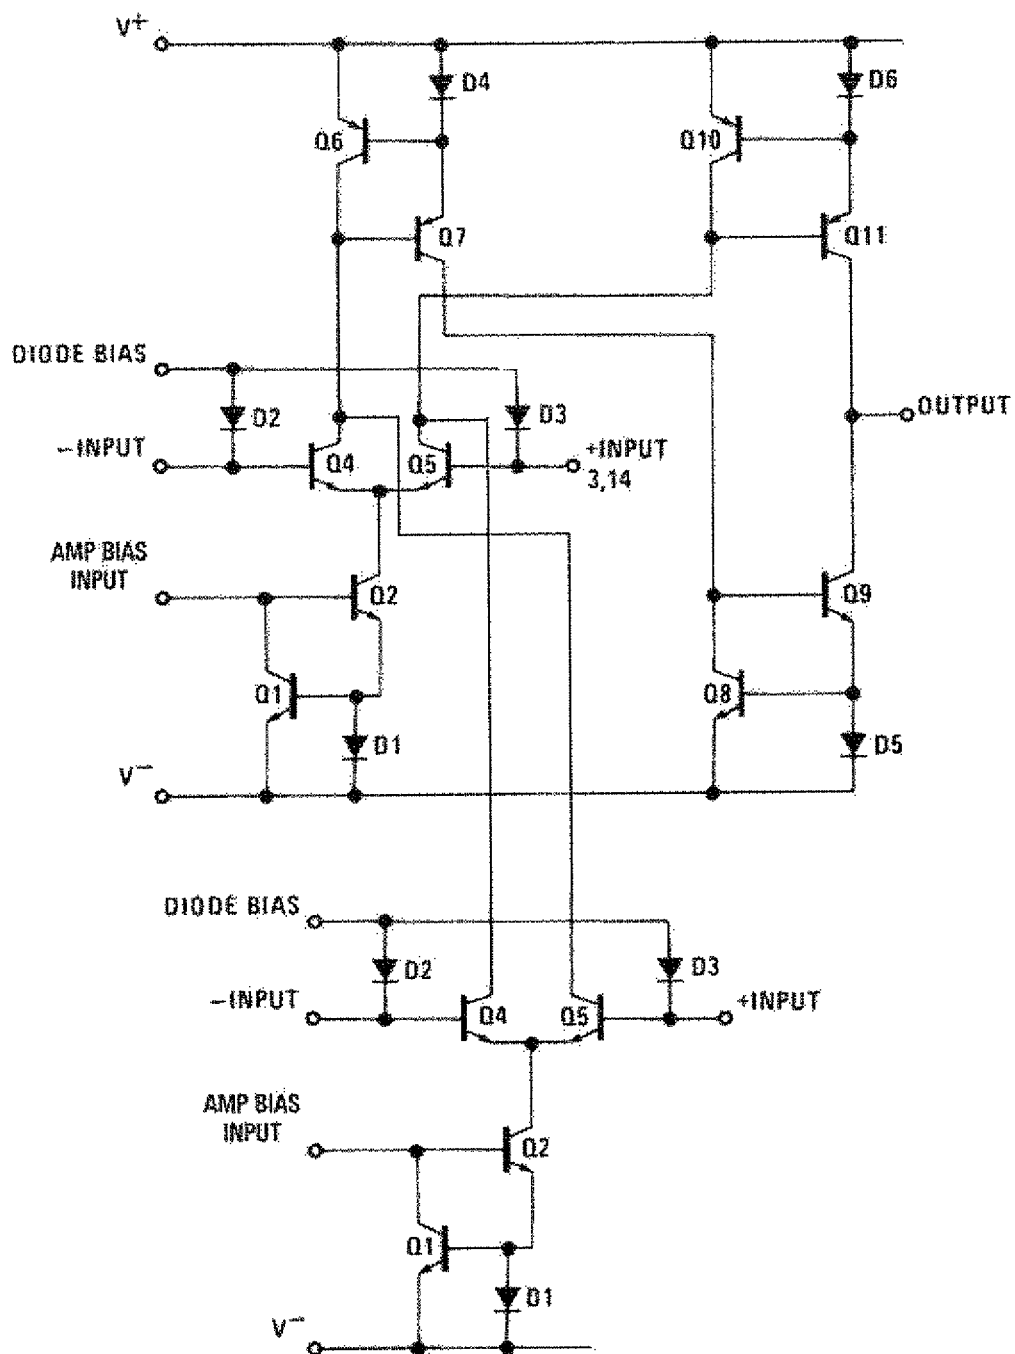 V+
D4
D6
Q6
Q10
Q7
Q11
DIODE BIAS
D2
D3
OUTPUT
–INPUT
Q4
Q5
+INPUT
3,14
AMP BIAS
INPUT
Q2
Q9
Q1
Q8
D1
D5
V–
DIODE BIAS
D2
D3
–INPUT
Q4
Q5
+INPUT
AMP BIAS
INPUT
Q2
Q1
D1
V–